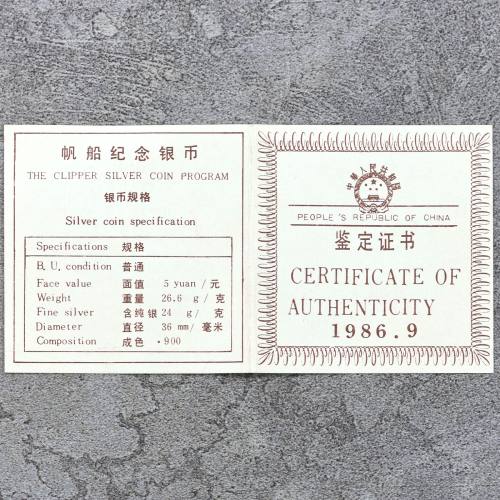 帆船纪念银币
THE CLIPPER SILVER COIN PROGRAM
银币规格
Silver coin specification
Specifications 规格
B. U. condition 普通
Face value 面值 5 yuan / 元
Weight 重量 26.6 g / 克
Fine silver 含纯银 24 g / 克
Diameter 直径 36 mm / 毫米
Composition 成色 .900
中華人民共和國
PEOPLE'S REPUBLIC OF CHINA
鉴定证书
CERTIFICATE OF
AUTHENTICITY
1986.9